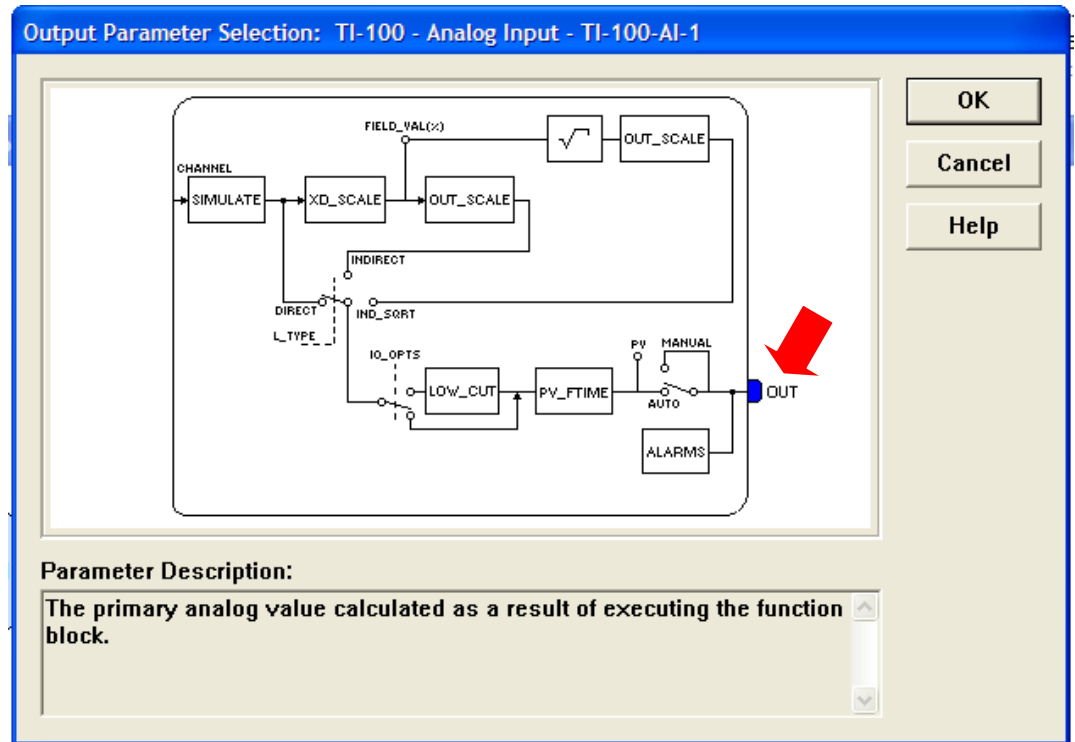 Output Parameter Selection: TI-100 - Analog Input - TI-100-AI-1
OK
Cancel
Help
FIELD_VAL(%)
√
OUT_SCALE
CHANNEL
SIMULATE
XD_SCALE
OUT_SCALE
INDIRECT
DIRECT
IND_SQRT
L_TYPE
IO_OPTS
PV
MANUAL
LOW_CUT
PV_FTIME
AUTO
OUT
ALARMS
Parameter Description:
The primary analog value calculated as a result of executing the function
block.